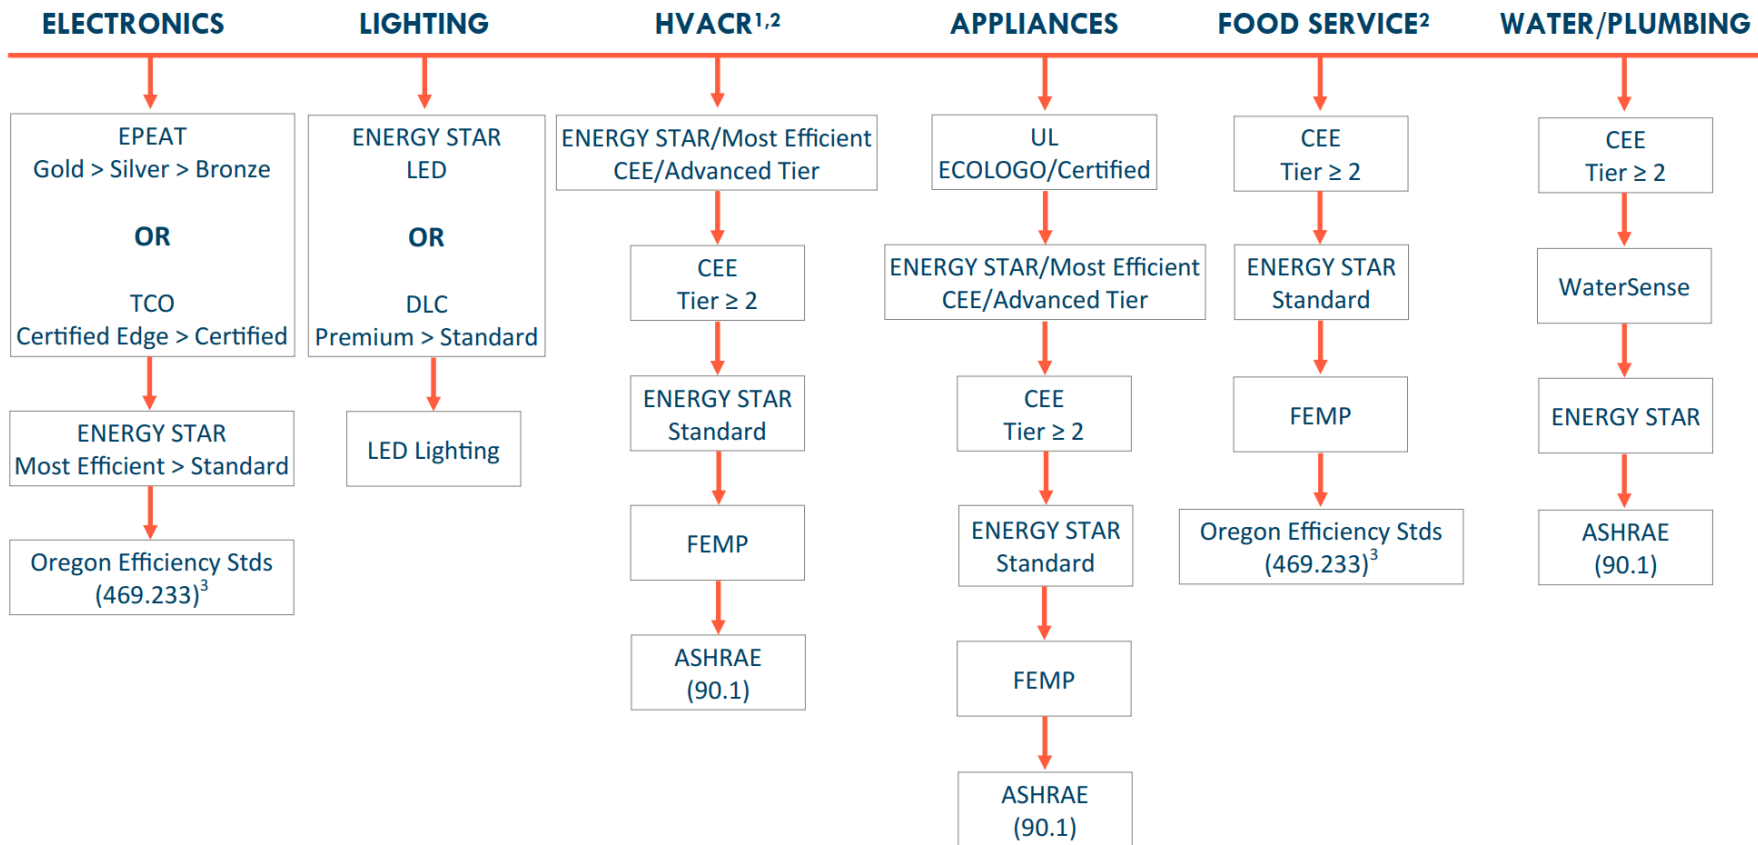 ELECTRONICS
EPEAT
Gold > Silver > Bronze
OR
TCO
Certified Edge > Certified
ENERGY STAR
Most Efficient > Standard
Oregon Efficiency Stds
(469.233)³
LIGHTING
ENERGY STAR
LED
OR
DLC
Premium > Standard
LED Lighting
HVACR¹,²
ENERGY STAR/Most Efficient
CEE/Advanced Tier
CEE
Tier ≥ 2
ENERGY STAR
Standard
FEMP
ASHRAE
(90.1)
APPLIANCES
UL
ECOLOGO/Certified
ENERGY STAR/Most Efficient
CEE/Advanced Tier
CEE
Tier ≥ 2
ENERGY STAR
Standard
FEMP
ASHRAE
(90.1)
FOOD SERVICE²
CEE
Tier ≥ 2
ENERGY STAR
Standard
FEMP
Oregon Efficiency Stds
(469.233)³
WATER/PLUMBING
CEE
Tier ≥ 2
WaterSense
ENERGY STAR
ASHRAE
(90.1)